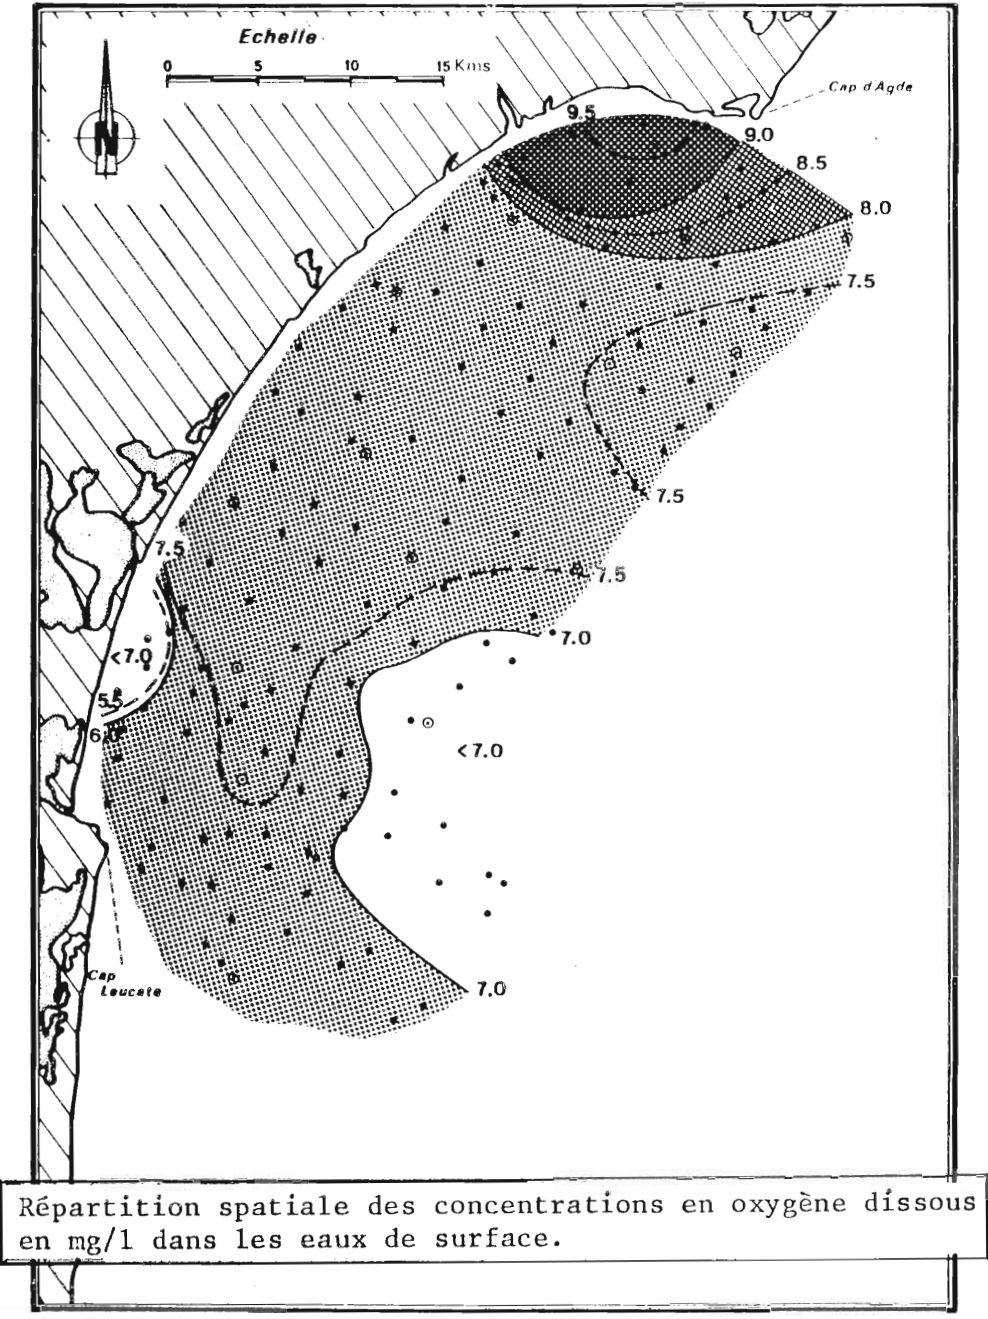 Echelle
0 5 10 15 Kms
N
Cap d'Agde
9.5
9.0
8.5
8.0
7.5
7.5
7.5
7.5
7.0
<7.0
5.5
6.0
<7.0
7.0
Cap
Leucate
Répartition spatiale des concentrations en oxygène dissous
en mg/l dans les eaux de surface.